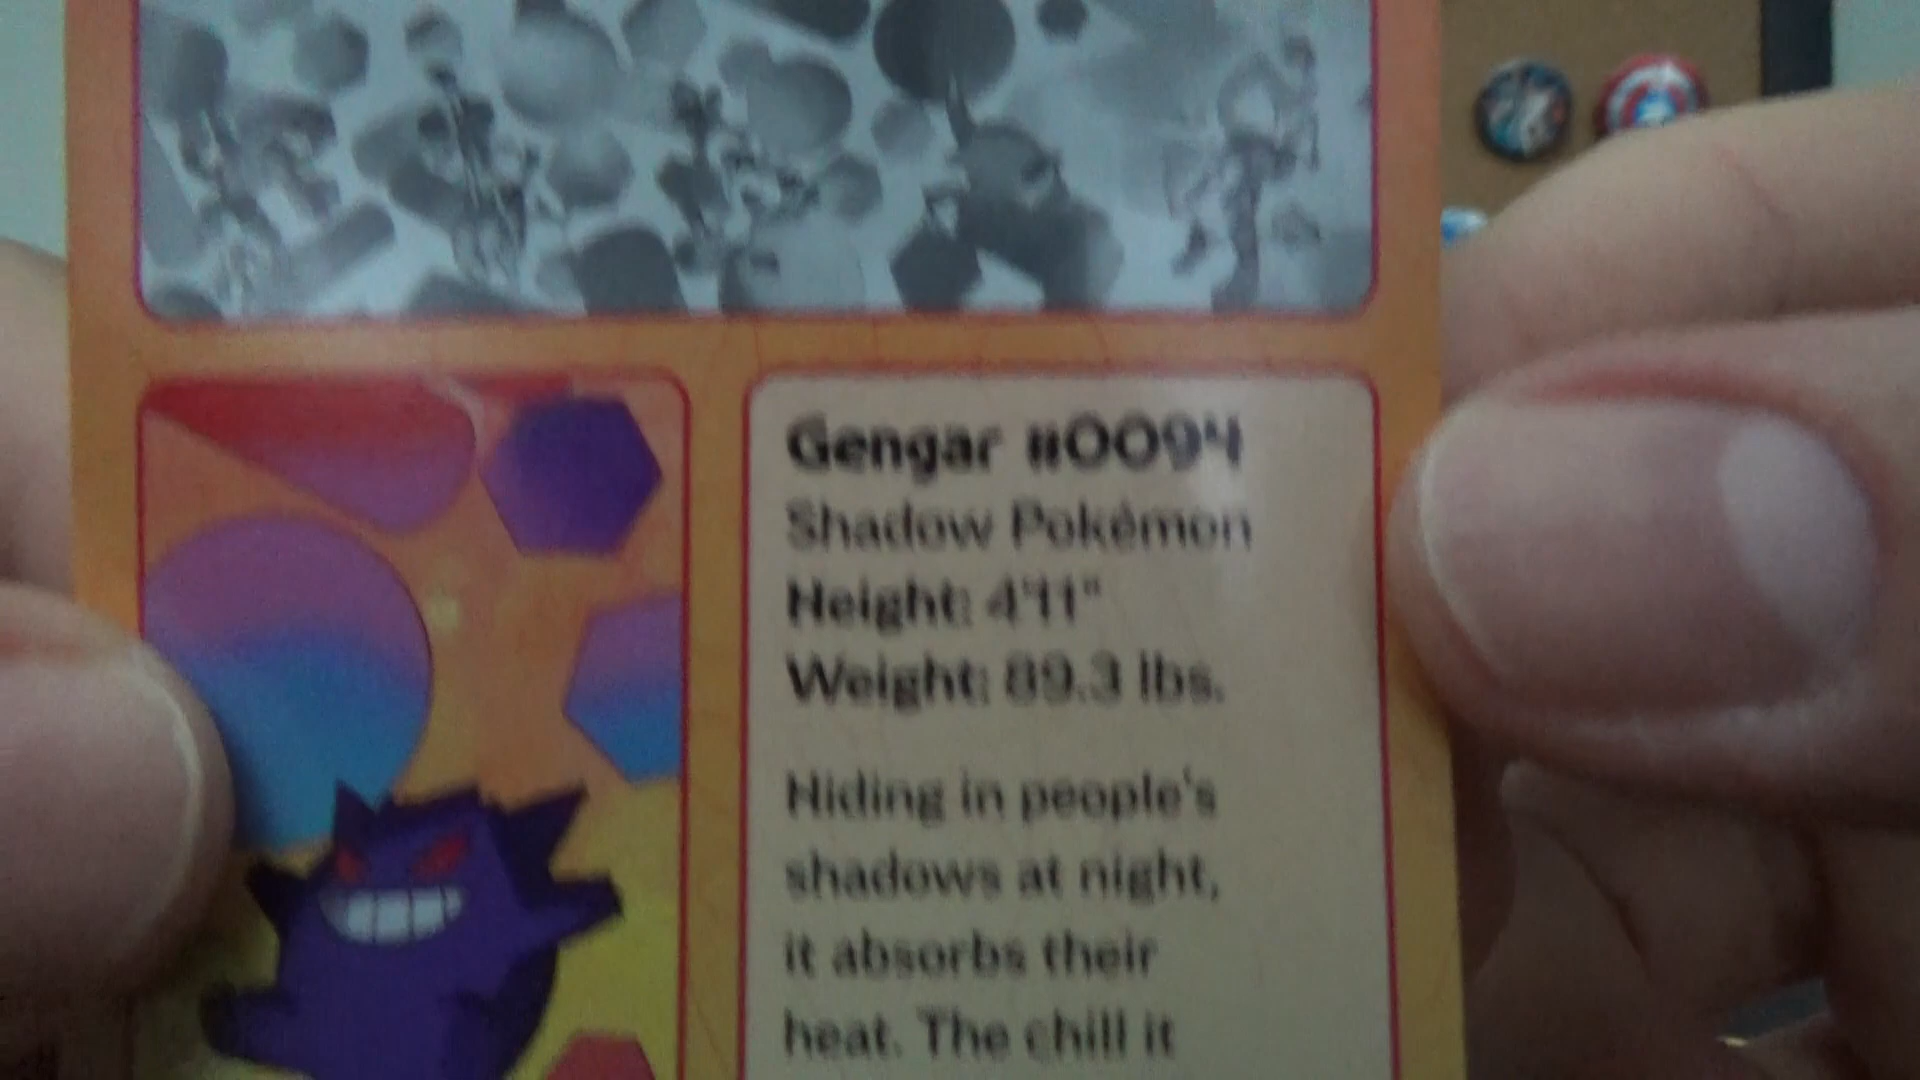 Gengar #0094
Shadow Pokémon
Height: 4'11"
Weight: 89.3 lbs.
Hiding in people's
shadows at night,
it absorbs their
heat. The chill it